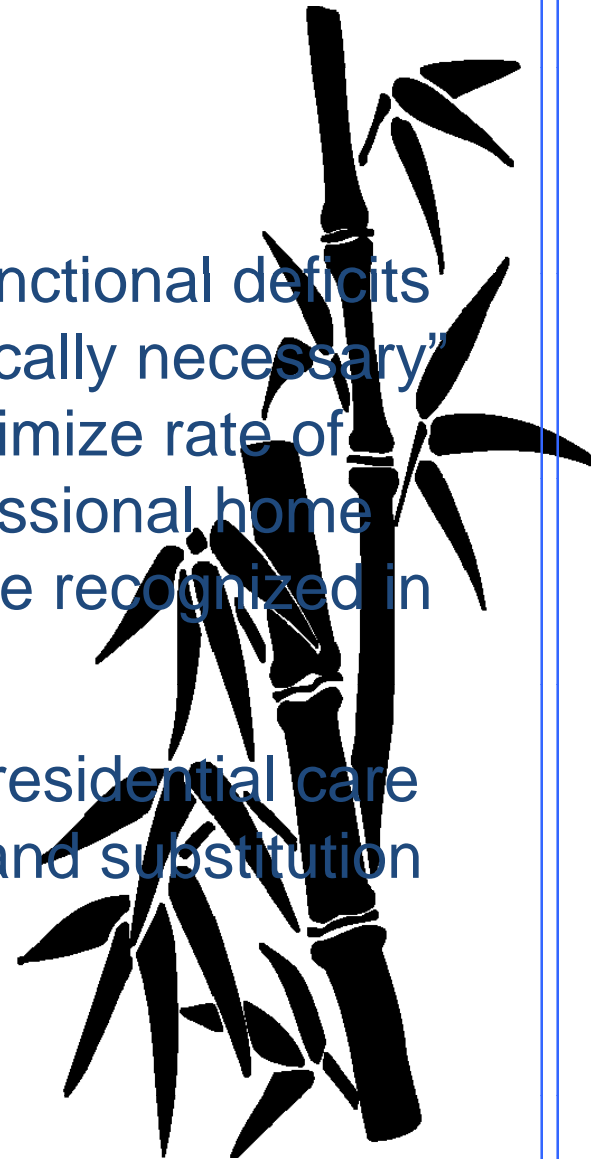 nctional deficits
cally necessary”
imize rate of
ssional home
e recognized in
residential care
and substitution